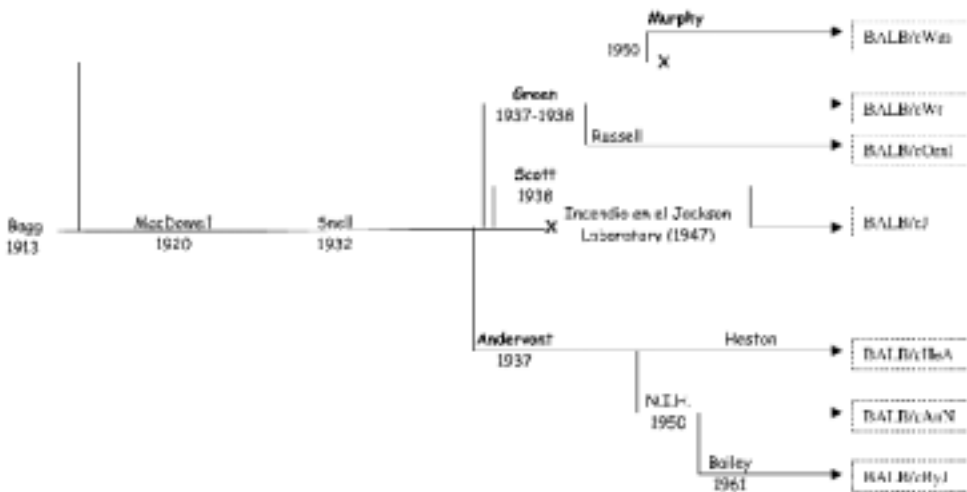 Murphy
1950
X
BALB/cWm
Green
1937-1938
BALB/cWt
Russell
BALB/cOrnl
Scott
1938
Bagg
1913
MacDowel
1920
Snell
1932
X
Incendio en el Jackson
Laboratory (1947)
BALB/cJ
Andervont
1937
Heston
BALB/cHeA
N.I.H.
1950
BALB/cAnN
Bailey
1961
BALB/cByJ